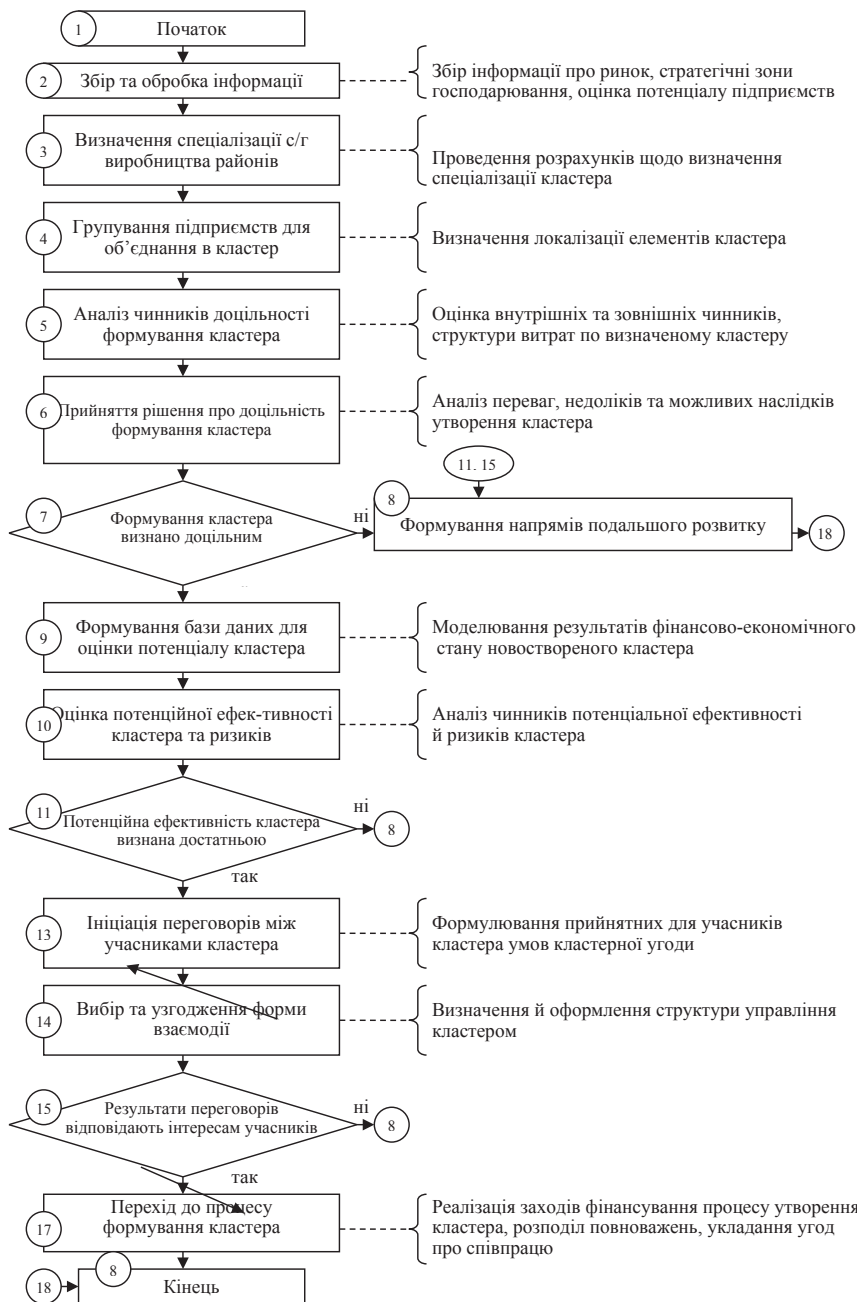 1
Початок
2
Збір та обробка інформації
Збір інформації про ринок, стратегічні зони
господарювання, оцінка потенціалу підприємств
3
Визначення спеціалізації с/г
виробництва районів
Проведення розрахунків щодо визначення
спеціалізації кластера
4
Групування підприємств для
об’єднання в кластер
Визначення локалізації елементів кластера
5
Аналіз чинників доцільності
формування кластера
Оцінка внутрішніх та зовнішніх чинників,
структури витрат по визначеному кластеру
6
Прийняття рішення про доцільність
формування кластера
Аналіз переваг, недоліків та можливих наслідків
утворення кластера
11, 15
7
Формування кластера
визнано доцільним
ні
8
Формування напрямів подальшого розвитку
18
9
Формування бази даних для
оцінки потенціалу кластера
Моделювання результатів фінансово-економічного
стану новоствореного кластера
10
Оцінка потенційної ефек-тивності
кластера та ризиків
Аналіз чинників потенціальної ефективності
й ризиків кластера
11
Потенційна ефективність кластера
визнана достатньою
ні
8
так
13
Ініціація переговорів між
учасниками кластера
Формулювання прийнятних для учасників
кластера умов кластерної угоди
14
Вибір та узгодження форми
взаємодії
Визначення й оформлення структури управління
кластером
15
Результати переговорів
відповідають інтересам учасників
ні
8
так
17
Перехід до процесу
формування кластера
Реалізація заходів фінансування процесу утворення
кластера, розподіл повноважень, укладання угод
про співпрацю
18
8
Кінець